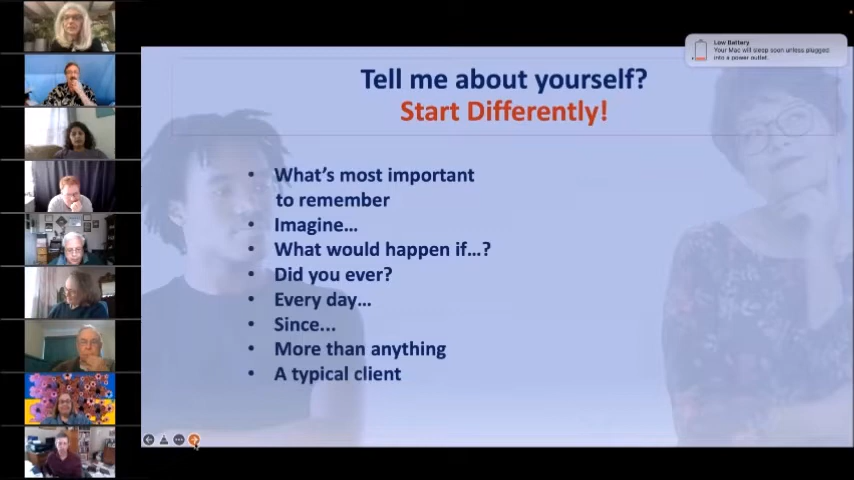 Low Battery
Your Mac will sleep soon unless plugged
into a power outlet.
Tell me about yourself?
Start Differently!
• What's most important
to remember
• Imagine...
• What would happen if...?
• Did you ever?
• Every day...
• Since...
• More than anything
• A typical client